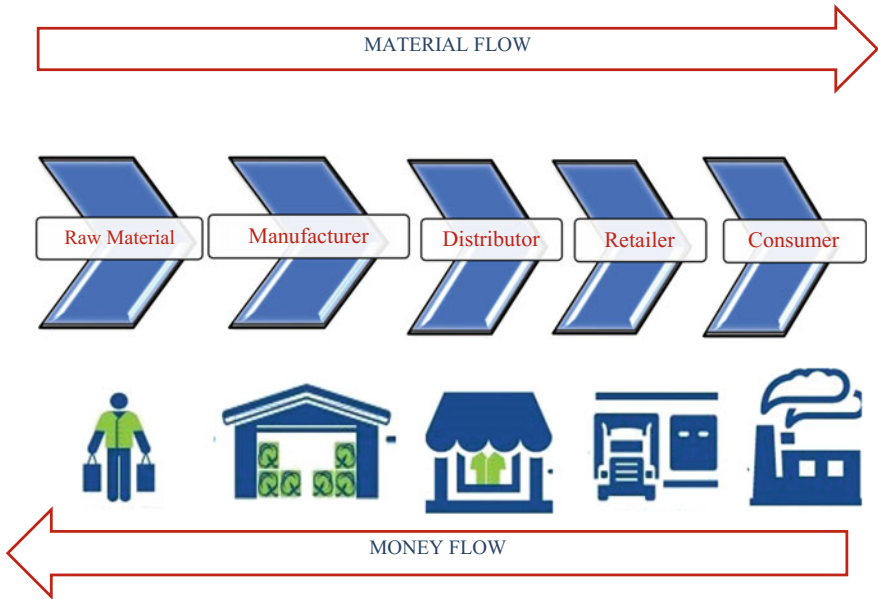 MATERIAL FLOW
Raw Material
Manufacturer
Distributor
Retailer
Consumer
MONEY FLOW